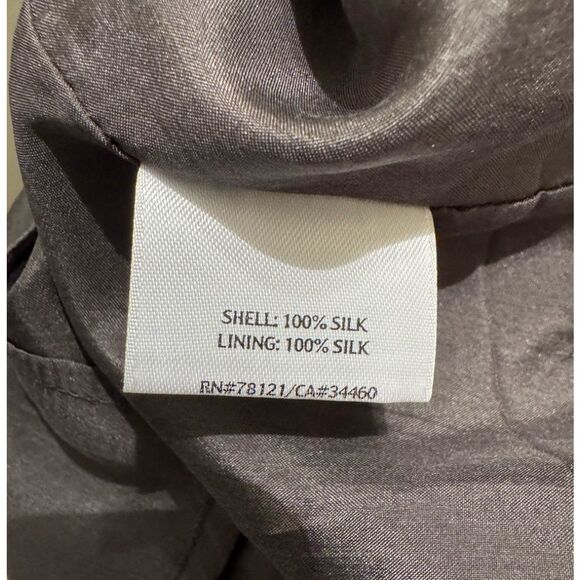 SHELL: 100% SILK
LINING: 100% SILK
RN#78121/CA#34460